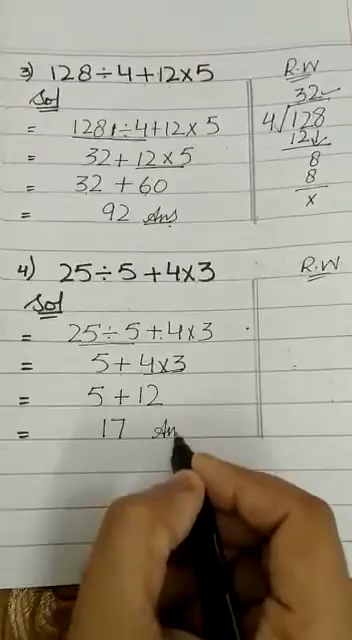 3) 128÷4+12×5
Sol
= 128÷4+12×5
= 32+12×5
= 32+60
= 92 Ans
R.W
32
4√128
12↓
8
8
x
4) 25÷5+4×3
Sol
= 25÷5+4×3
= 5+4×3
= 5+12
= 17 An
R.W